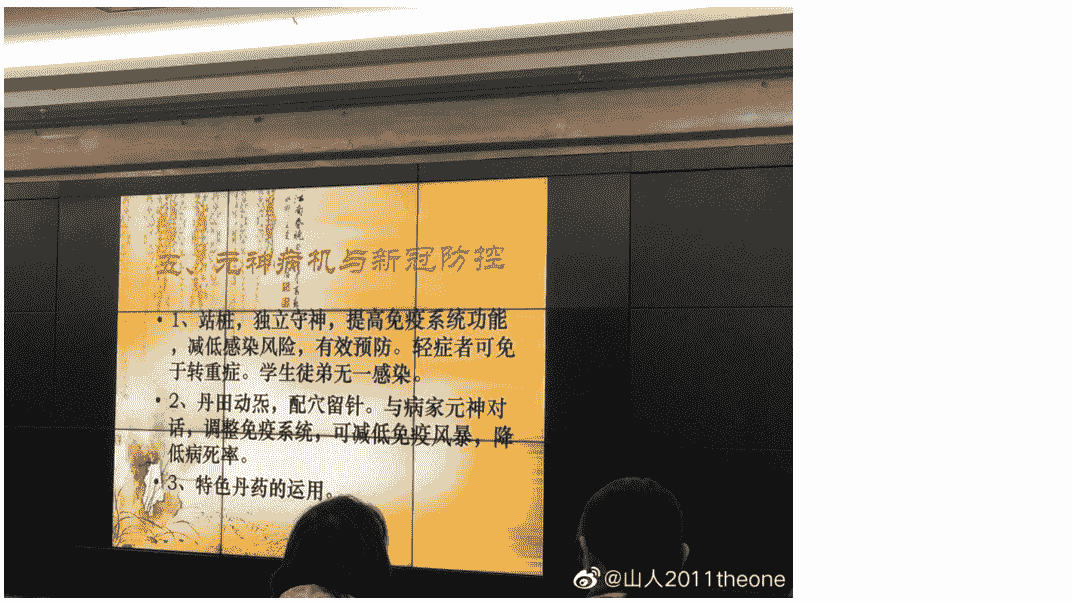 江南春晓
五、元神病机与新冠防控
•1、站桩，独立守神，提高免疫系统功能
，减低感染风险，有效预防。轻症者可免
于转重症。学生徒弟无一感染。
•2、丹田动炁，配穴留针。与病家元神对
话，调整免疫系统，可减低免疫风暴，降
低病死率。
•3、特色丹药的运用。
@山人2011theone